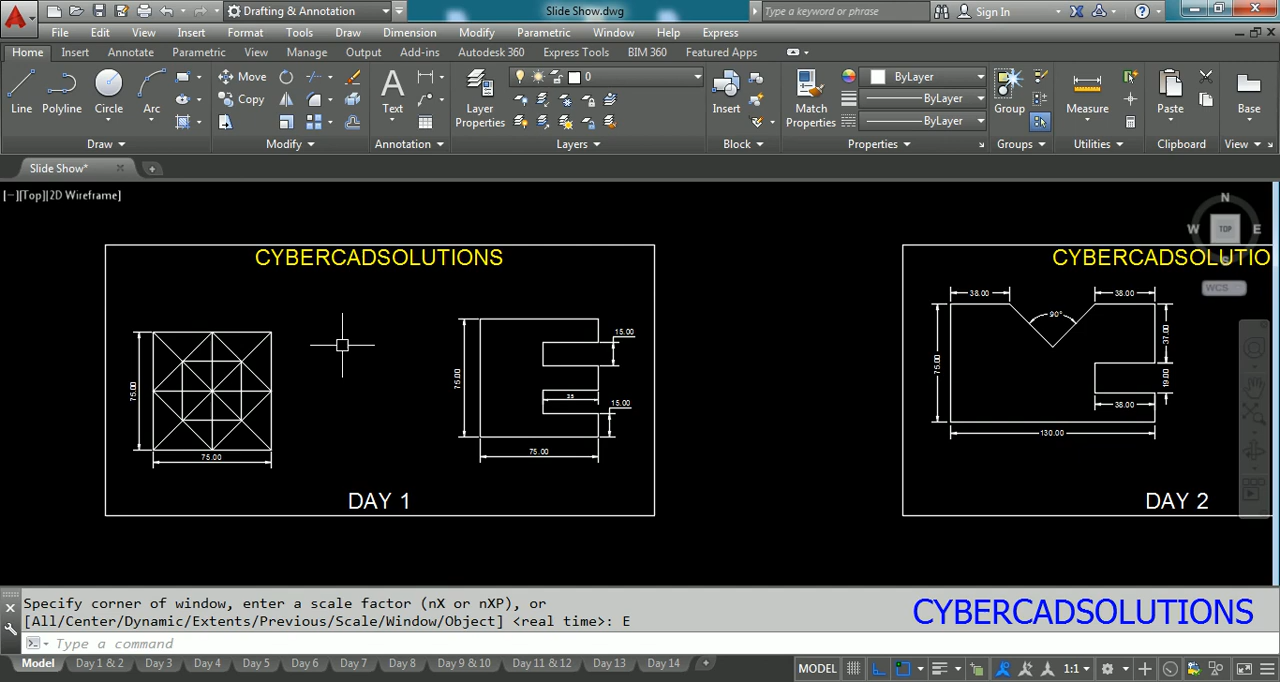 Drafting & Annotation
Slide Show.dwg
Type a keyword or phrase
Sign In
File Edit View Insert Format Tools Draw Dimension Modify Parametric Window Help Express
Home Insert Annotate Parametric View Manage Output Add-ins Autodesk 360 Express Tools BIM 360 Featured Apps
Line Polyline Circle Arc
Move
Copy
Text
Layer
Properties
0
Insert
Match
Properties
ByLayer
ByLayer
ByLayer
Group
Measure
Paste
Base
Draw Modify Annotation Layers Block Properties Groups Utilities Clipboard View
Slide Show*
[−][Top][2D Wireframe]
N
W TOP E
S
WCS
CYBERCADSOLUTIONS
75.00
75.00
75.00
15.00
35
15.00
75.00
DAY 1
CYBERCADSOLUTIO
38.00
38.00
90°
75.00
37.00
19.00
38.00
130.00
DAY 2
Specify corner of window, enter a scale factor (nX or nXP), or
[All/Center/Dynamic/Extents/Previous/Scale/Window/Object] <real time>: E
Type a command
CYBERCADSOLUTIONS
Model Day 1 & 2 Day 3 Day 4 Day 5 Day 6 Day 7 Day 8 Day 9 & 10 Day 11 & 12 Day 13 Day 14
MODEL
1:1